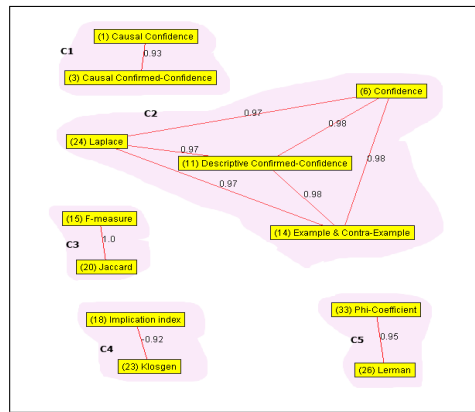 (1) Causal Confidence
C1
0.93
(3) Causal Confirmed-Confidence
(6) Confidence
C2
0.97
0.98
(24) Laplace
0.97
(11) Descriptive Confirmed-Confidence
0.98
0.97
0.98
(14) Example & Contra-Example
(15) F-measure
1.0
C3
(20) Jaccard
(18) Implication index
-0.92
C4
(23) Klosgen
(33) Phi-Coefficient
0.95
C5
(26) Lerman